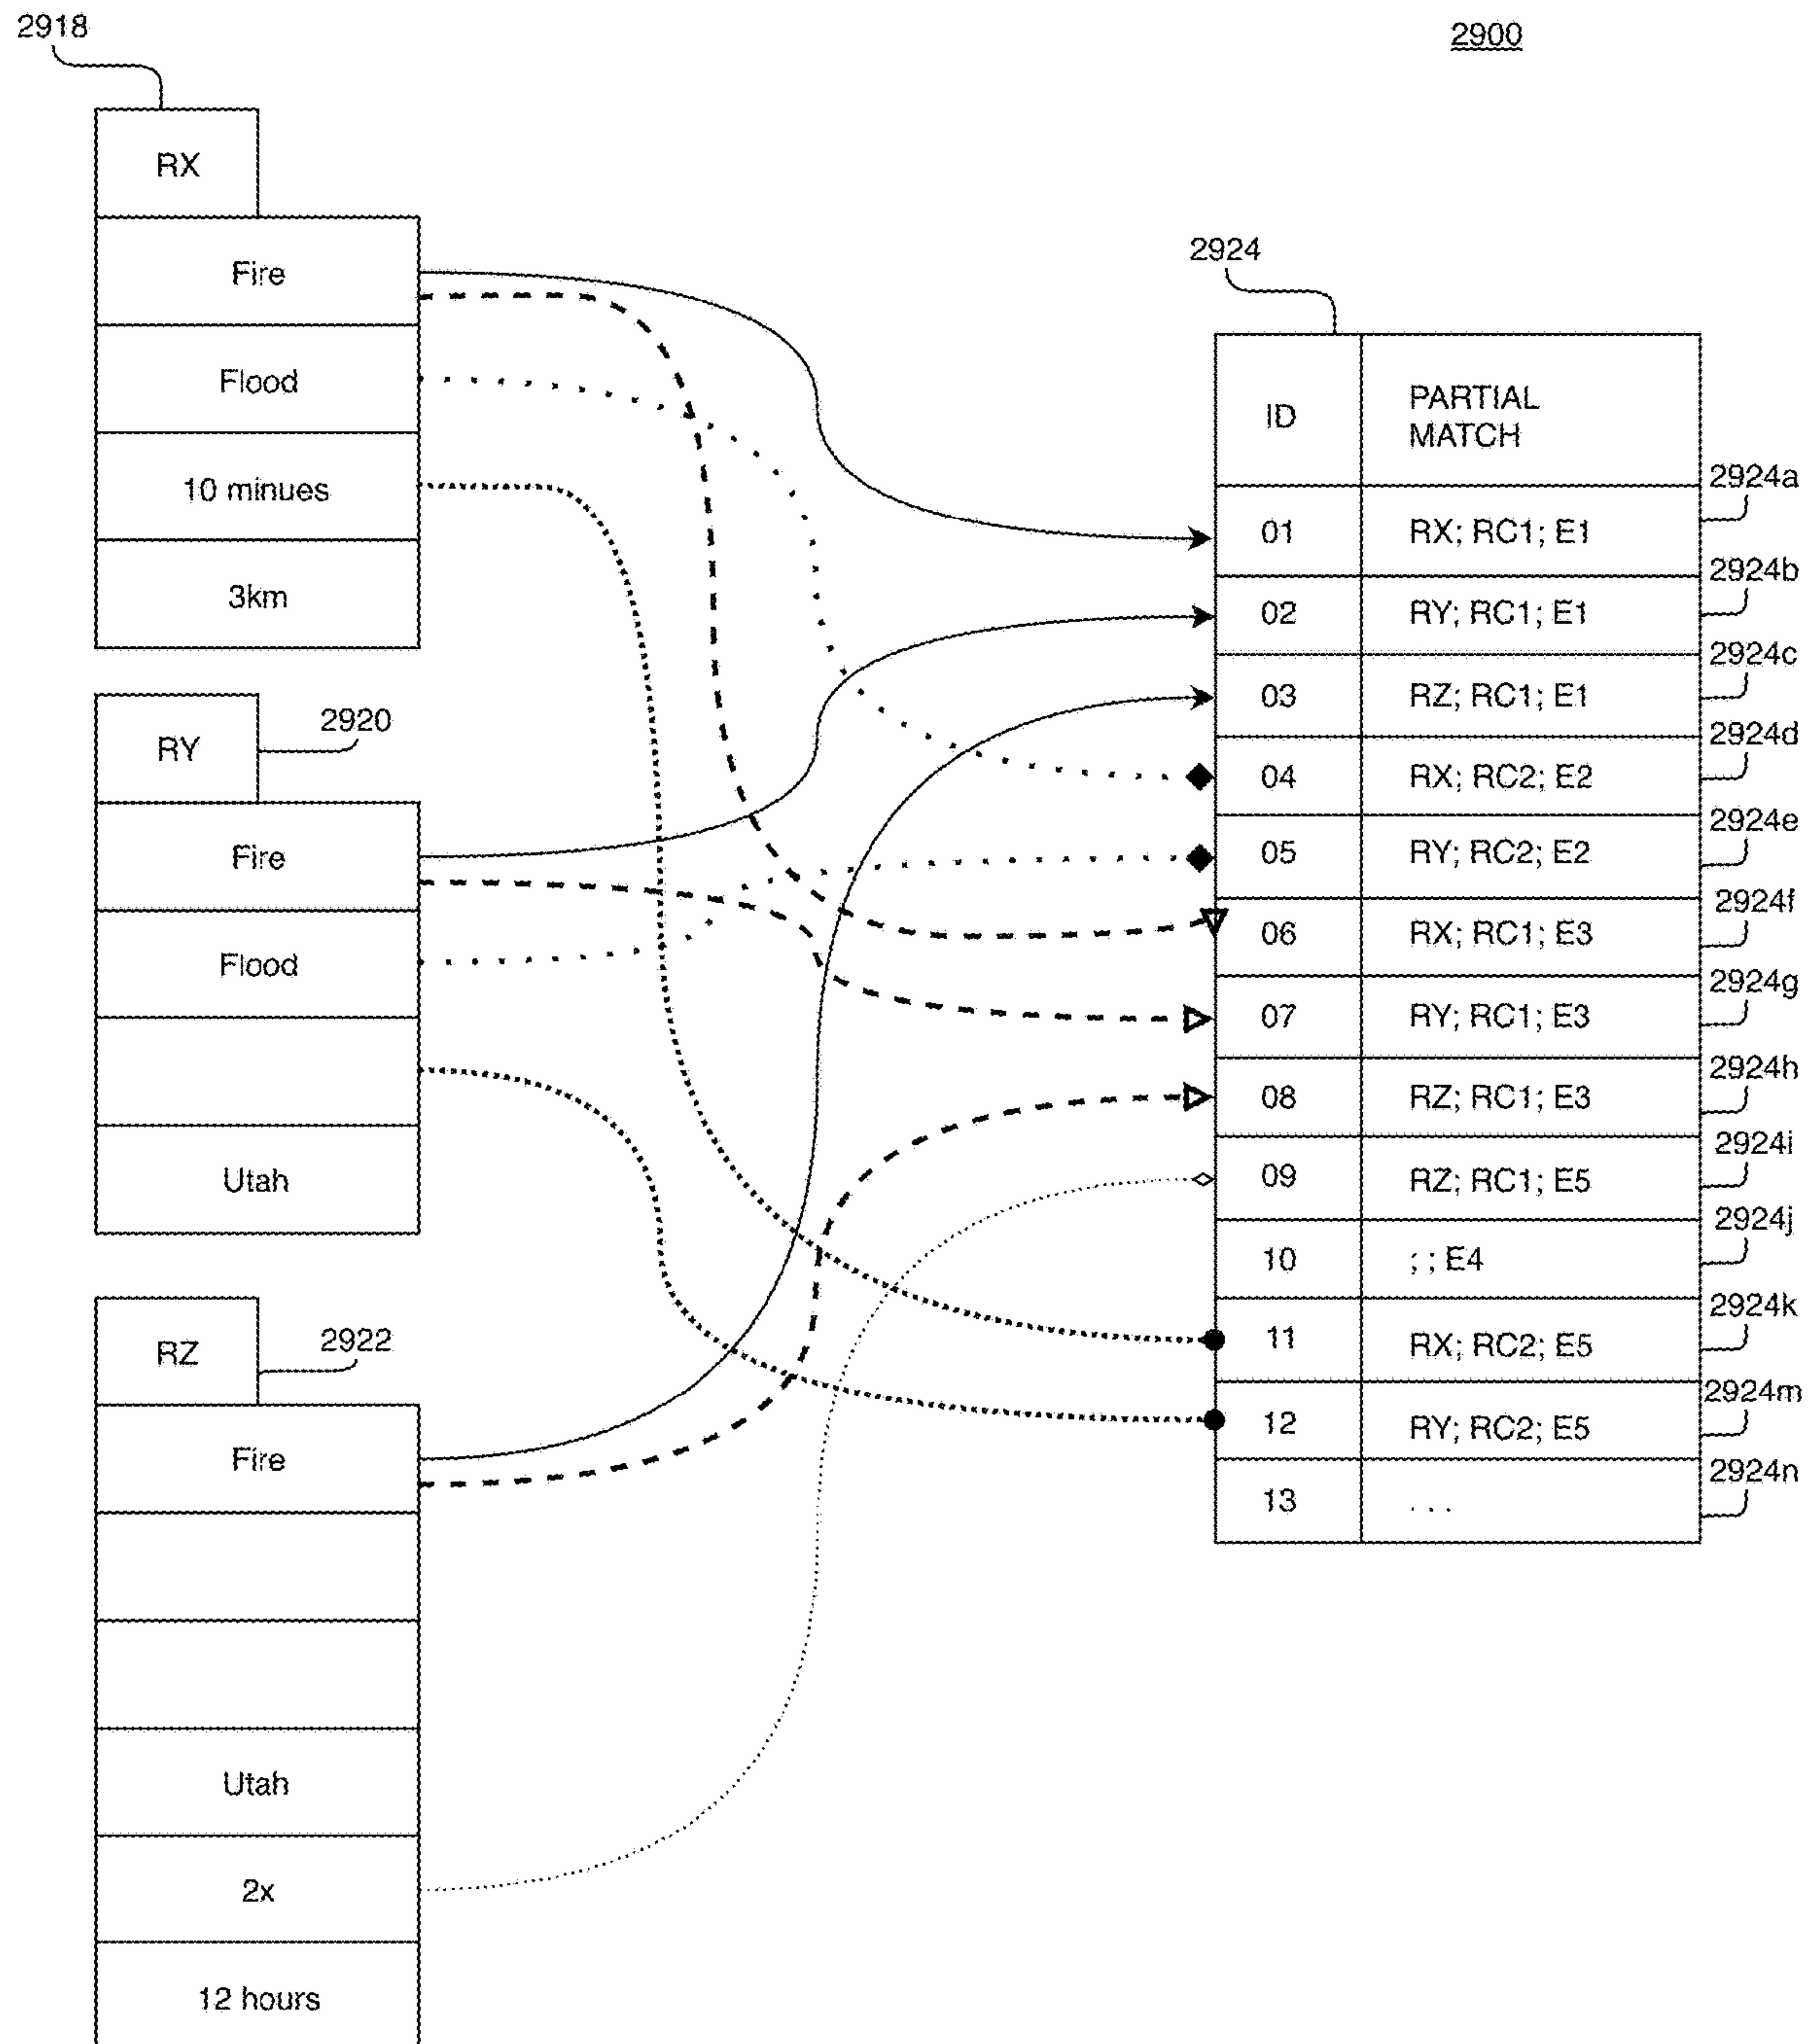 2918
2900
RX
Fire
Flood
10 minues
3km
RY
2920
Fire
Flood
Utah
RZ
2922
Fire
Utah
2x
12 hours
2924
ID PARTIAL
MATCH
2924a
01 RX; RC1; E1
2924b
02 RY; RC1; E1
2924c
03 RZ; RC1; E1
2924d
04 RX; RC2; E2
2924e
05 RY; RC2; E2
2924f
06 RX; RC1; E3
2924g
07 RY; RC1; E3
2924h
08 RZ; RC1; E3
2924i
09 RZ; RC1; E5
2924j
10 ; ; E4
2924k
11 RX; RC2; E5
2924m
12 RY; RC2; E5
2924n
13 . . .